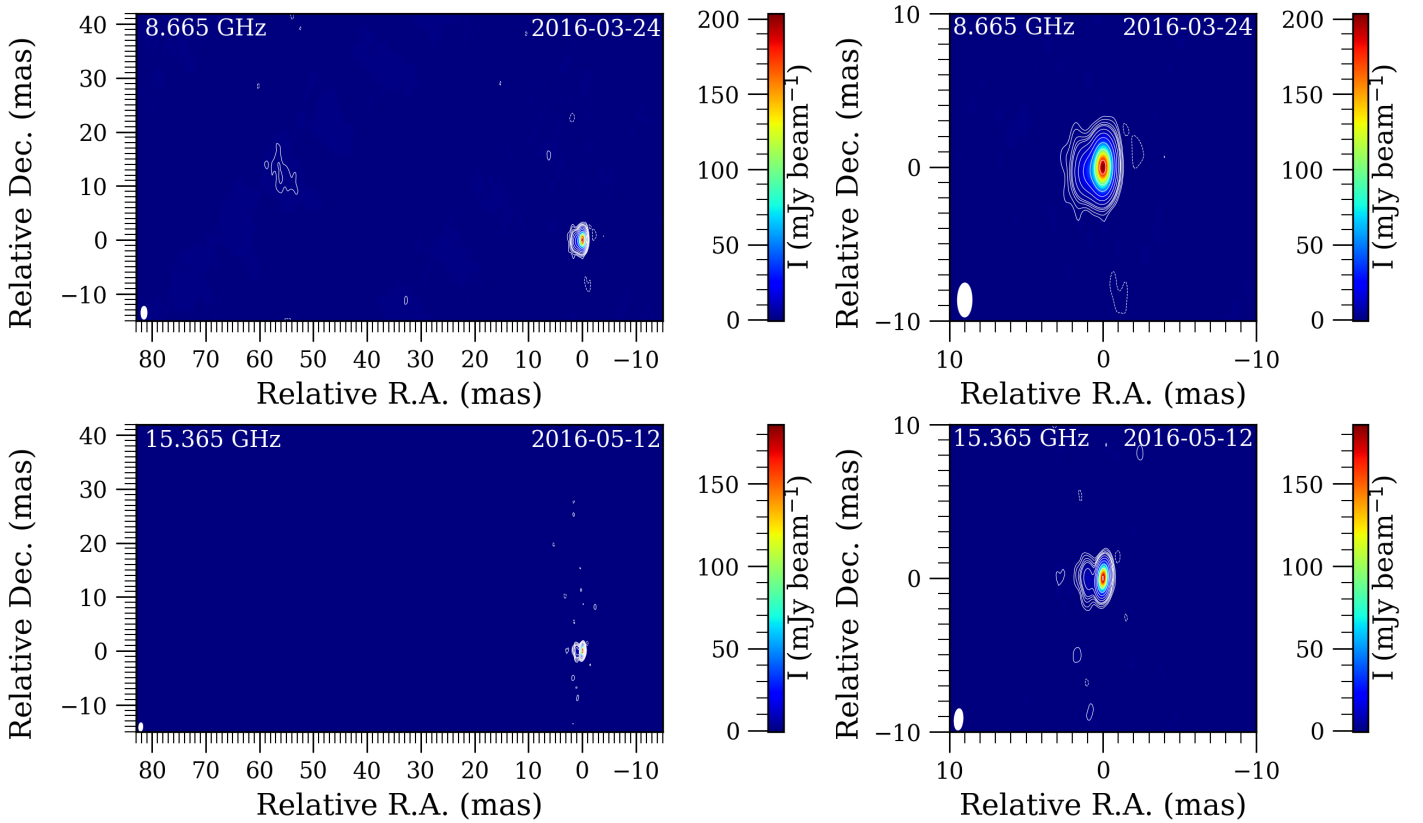 8.665 GHz 2016-03-24
40
30
20
10
0
−10
Relative Dec. (mas)
80 70 60 50 40 30 20 10 0 −10
Relative R.A. (mas)
200
150
100
50
0
I (mJy beam−1)
8.665 GHz 2016-03-24
10
0
−10
Relative Dec. (mas)
10 0 −10
Relative R.A. (mas)
200
150
100
50
0
I (mJy beam−1)
15.365 GHz 2016-05-12
40
30
20
10
0
−10
Relative Dec. (mas)
80 70 60 50 40 30 20 10 0 −10
Relative R.A. (mas)
150
100
50
0
I (mJy beam−1)
15.365 GHz 2016-05-12
10
0
−10
Relative Dec. (mas)
10 0 −10
Relative R.A. (mas)
150
100
50
0
I (mJy beam−1)